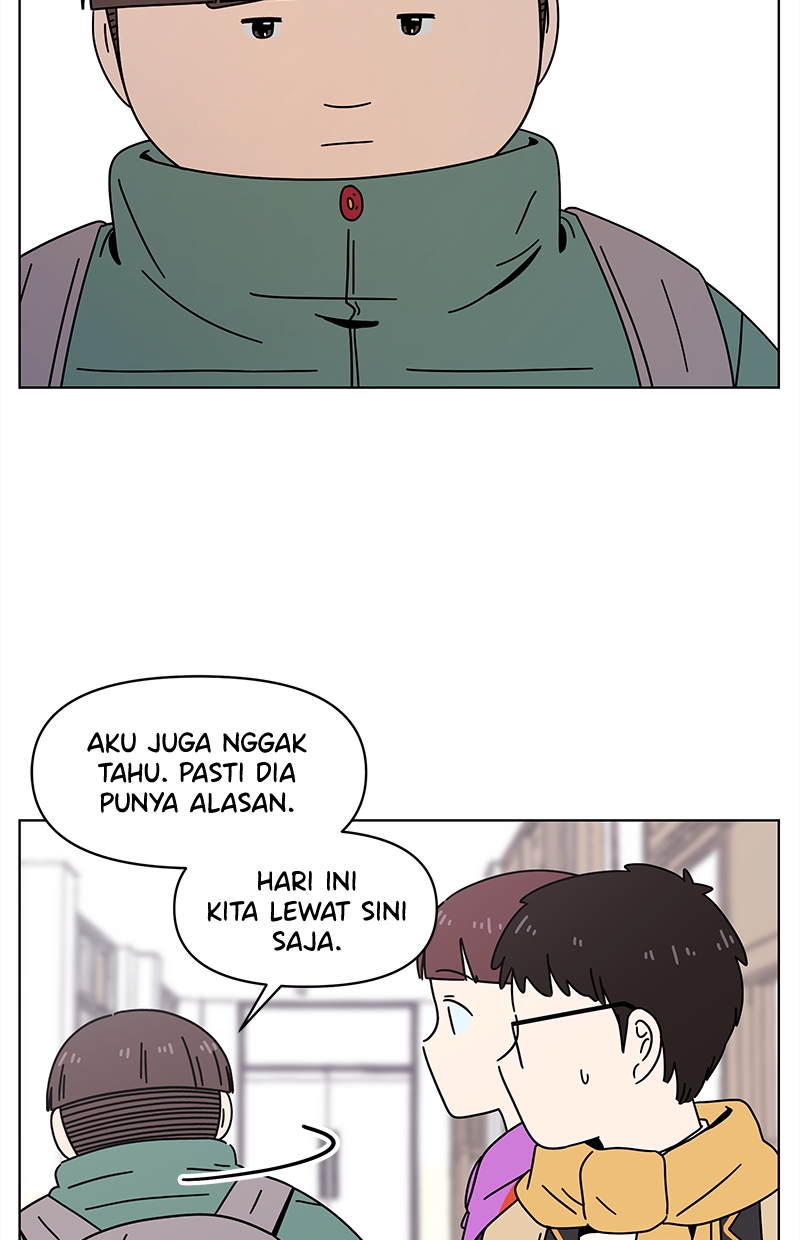 AKU JUGA NGGAK
TAHU. PASTI DIA
PUNYA ALASAN.
HARI INI
KITA LEWAT SINI
SAJA.